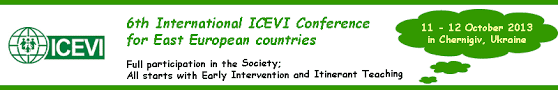 ICEVI
6th International ICEVI Conference
for East European countries
Full participation in the Society;
All starts with Early Intervention and Itinerant Teaching
11 - 12 October 2013
in Chernigiv, Ukraine